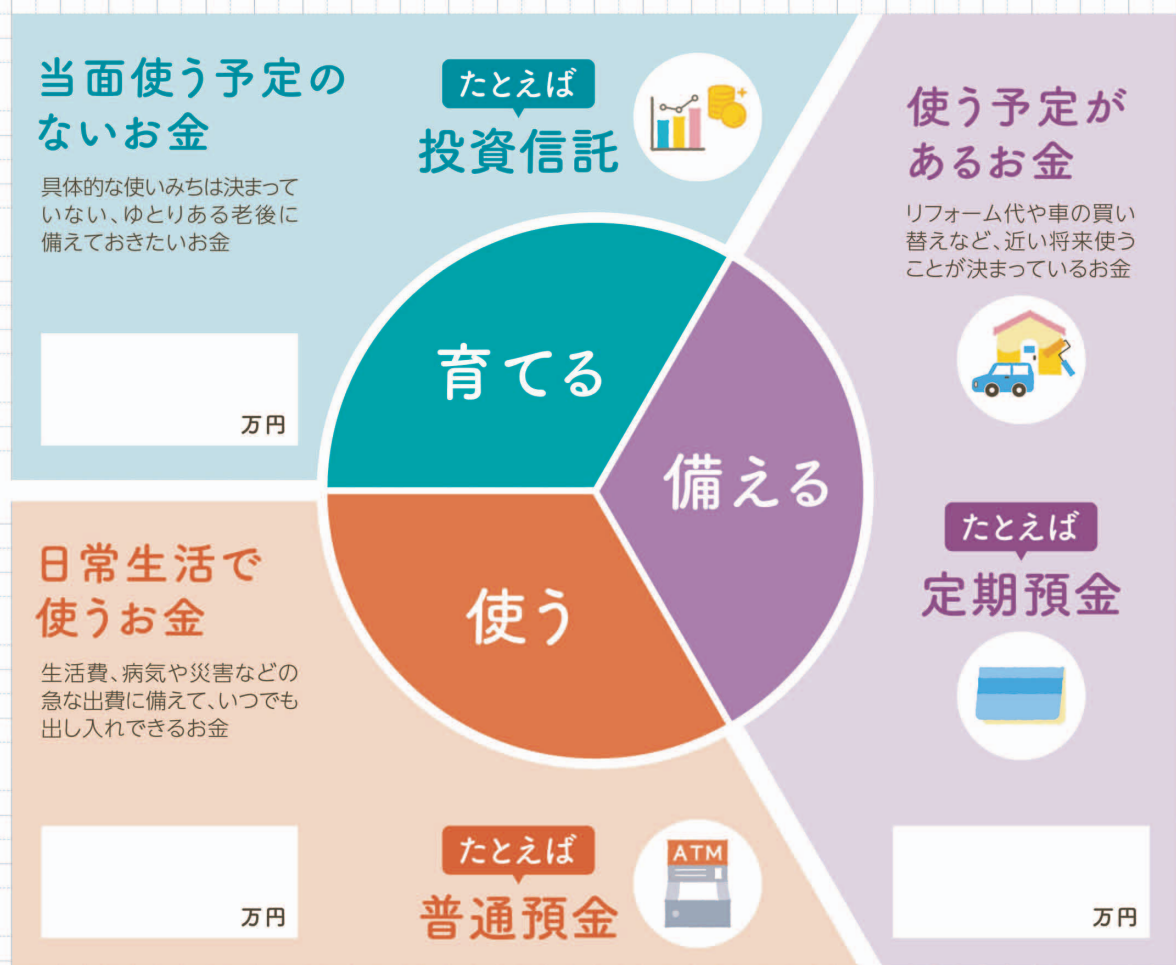 当面使う予定の
ないお金
具体的な使いみちは決まって
いない、ゆとりある老後に
備えておきたいお金
万円
たとえば
投資信託
育てる
使う予定が
あるお金
リフォーム代や車の買い
替えなど、近い将来使う
ことが決まっているお金
備える
たとえば
定期預金
万円
日常生活で
使うお金
生活費、病気や災害などの
急な出費に備えて、いつでも
出し入れできるお金
万円
使う
たとえば
普通預金
ATM